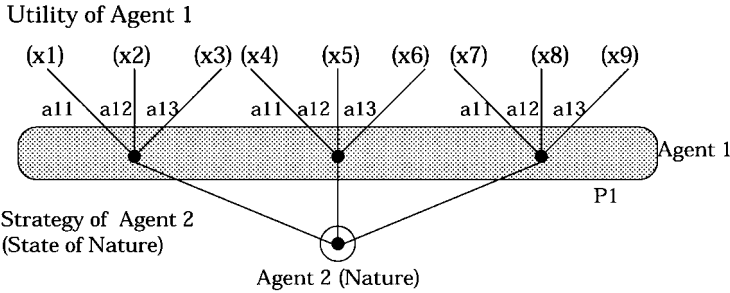 Utility of Agent 1
(x1) (x2) (x3) (x4) (x5) (x6) (x7) (x8) (x9)
a11 a12 a13 a11 a12 a13 a11 a12 a13
Agent 1
P1
Strategy of Agent 2
(State of Nature)
Agent 2 (Nature)